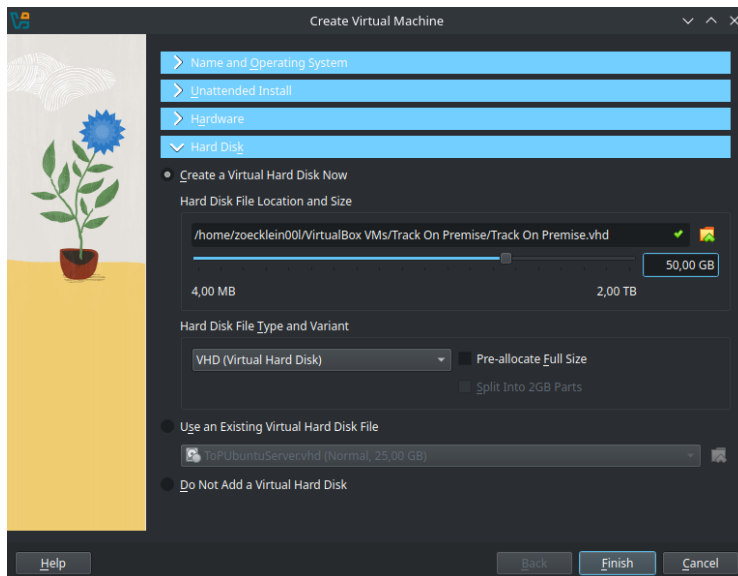 Create Virtual Machine
Name and Operating System
Unattended Install
Hardware
Hard Disk
Create a Virtual Hard Disk Now
Hard Disk File Location and Size
/home/zoecklein00l/VirtualBox VMs/Track On Premise/Track On Premise.vhd
50,00 GB
4,00 MB 2,00 TB
Hard Disk File Type and Variant
VHD (Virtual Hard Disk) Pre-allocate Full Size
Split Into 2GB Parts
Use an Existing Virtual Hard Disk File
ToPUbuntuServer.vhd (Normal, 25,00 GB)
Do Not Add a Virtual Hard Disk
Help Back Finish Cancel